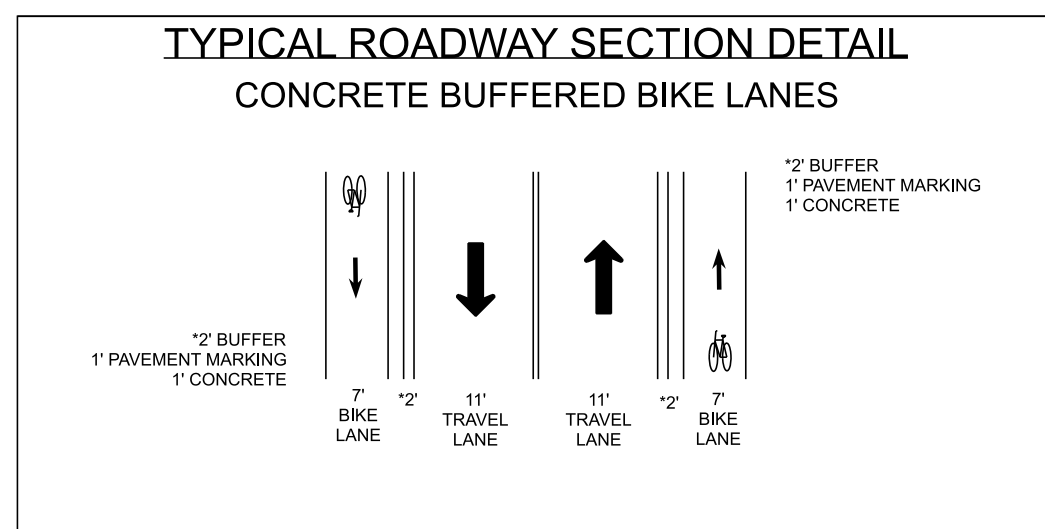 TYPICAL ROADWAY SECTION DETAIL
CONCRETE BUFFERED BIKE LANES
*2' BUFFER
1' PAVEMENT MARKING
1' CONCRETE
*2' BUFFER
1' PAVEMENT MARKING
1' CONCRETE
7'
BIKE
LANE
*2'
11'
TRAVEL
LANE
11'
TRAVEL
LANE
*2'
7'
BIKE
LANE